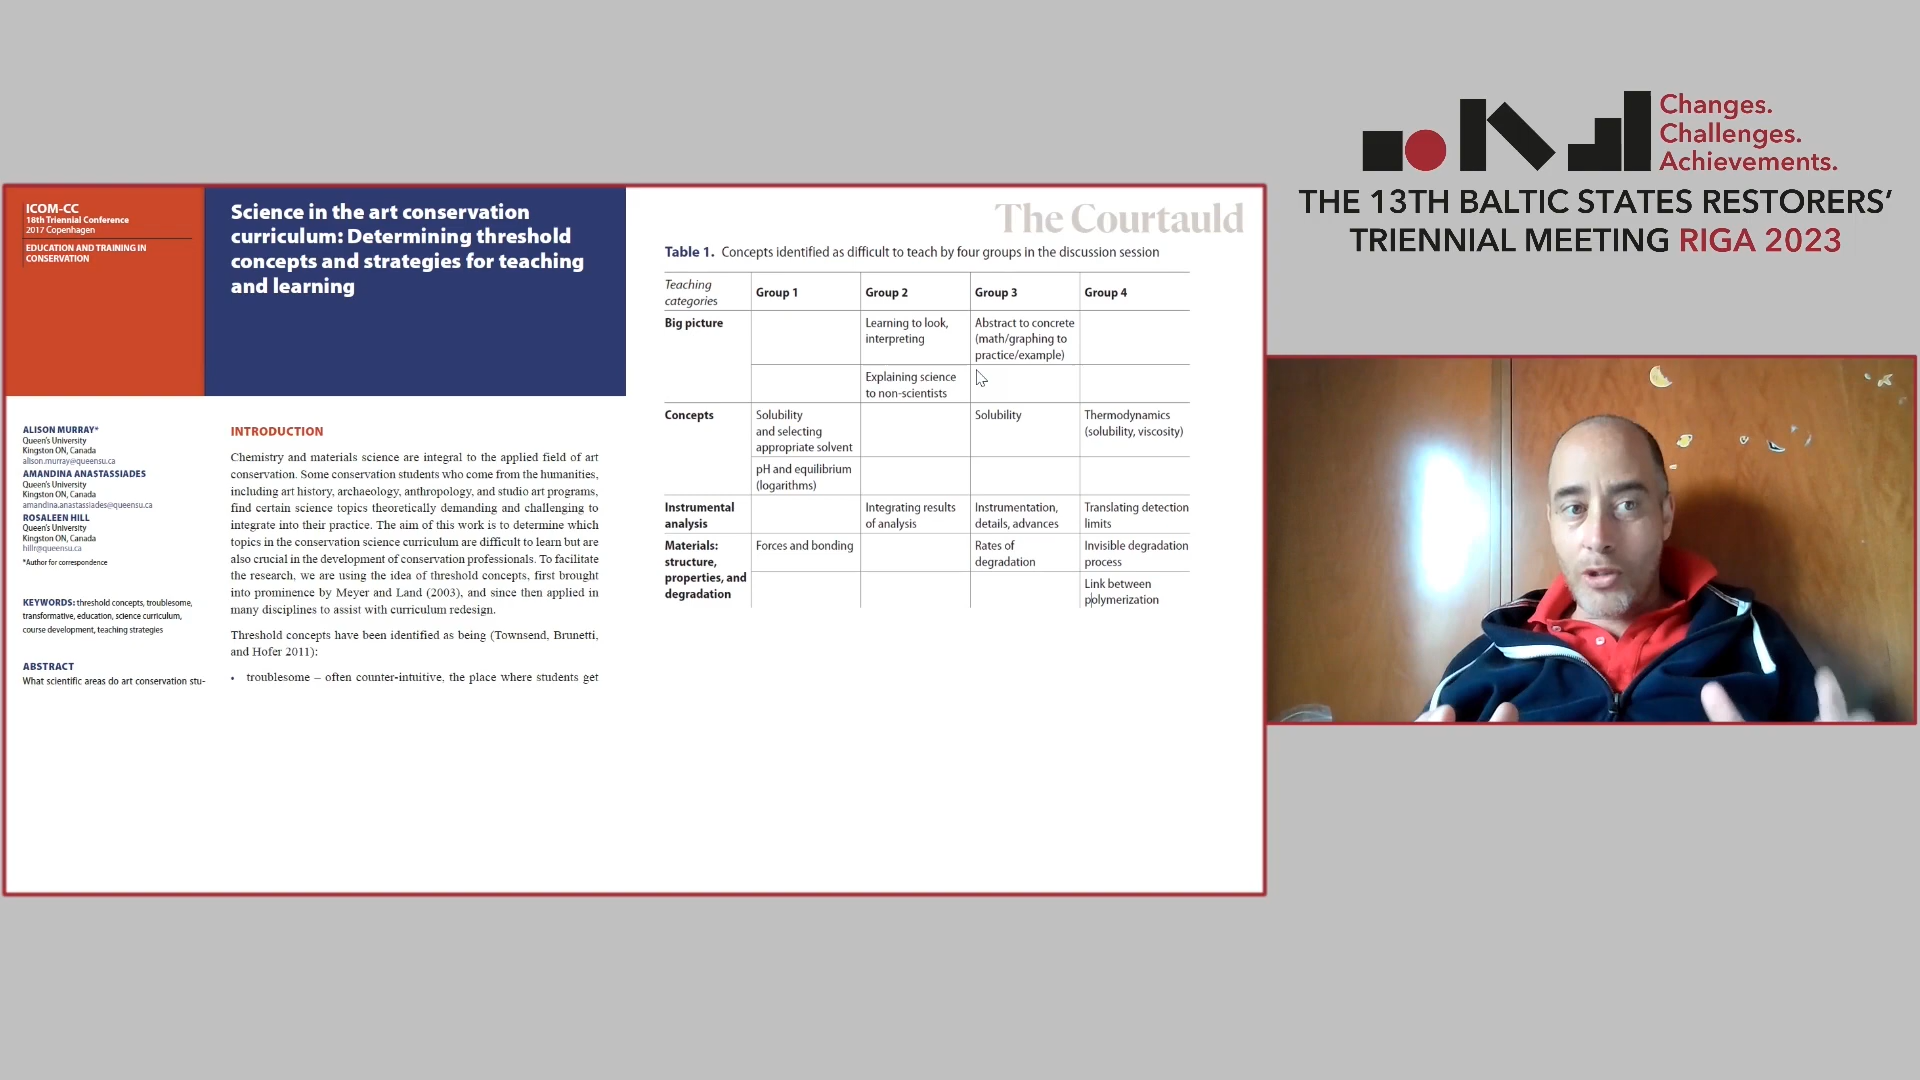 Changes.
Challenges.
Achievements.
THE 13TH BALTIC STATES RESTORERS’
TRIENNIAL MEETING RIGA 2023
ICOM-CC
18th Triennial Conference
2017 Copenhagen
EDUCATION AND TRAINING IN
CONSERVATION
Science in the art conservation
curriculum: Determining threshold
concepts and strategies for teaching
and learning
ALISON MURRAY*
Queen's University
Kingston ON, Canada
alison.murray@queensu.ca
AMANDINA ANASTASSIADES
Queen's University
Kingston ON, Canada
amandina.anastassiades@queensu.ca
ROSALEEN HILL
Queen's University
Kingston ON, Canada
hillr@queensu.ca
*Author for correspondence
KEYWORDS: threshold concepts, troublesome,
transformative, education, science curriculum,
course development, teaching strategies
ABSTRACT
What scientific areas do art conservation stu-
INTRODUCTION
Chemistry and materials science are integral to the applied field of art
conservation. Some conservation students who come from the humanities,
including art history, archaeology, anthropology, and studio art programs,
find certain science topics theoretically demanding and challenging to
integrate into their practice. The aim of this work is to determine which
topics in the conservation science curriculum are difficult to learn but are
also crucial in the development of conservation professionals. To facilitate
the research, we are using the idea of threshold concepts, first brought
into prominence by Meyer and Land (2003), and since then applied in
many disciplines to assist with curriculum redesign.
Threshold concepts have been identified as being (Townsend, Brunetti,
and Hofer 2011):
• troublesome – often counter-intuitive, the place where students get
The Courtauld
Table 1. Concepts identified as difficult to teach by four groups in the discussion session
Teaching
categories
Group 1
Group 2
Group 3
Group 4
Big picture
Learning to look,
interpreting
Abstract to concrete
(math/graphing to
practice/example)
Explaining science
to non-scientists
Concepts
Solubility
and selecting
appropriate solvent
Solubility
Thermodynamics
(solubility, viscosity)
pH and equilibrium
(logarithms)
Instrumental
analysis
Integrating results
of analysis
Instrumentation,
details, advances
Translating detection
limits
Materials:
structure,
properties, and
degradation
Forces and bonding
Rates of
degradation
Invisible degradation
process
Link between
polymerization